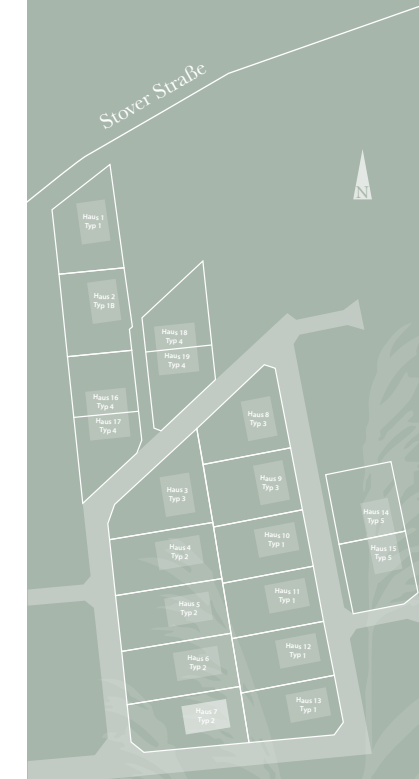 Stover Straße
N
Haus 1
Typ 1
Haus 2
Typ 1B
Haus 18
Typ 4
Haus 19
Typ 4
Haus 16
Typ 4
Haus 17
Typ 4
Haus 8
Typ 3
Haus 9
Typ 3
Haus 3
Typ 3
Haus 14
Typ 5
Haus 15
Typ 5
Haus 10
Typ 1
Haus 4
Typ 2
Haus 11
Typ 1
Haus 5
Typ 2
Haus 12
Typ 1
Haus 6
Typ 2
Haus 13
Typ 1
Haus 7
Typ 2